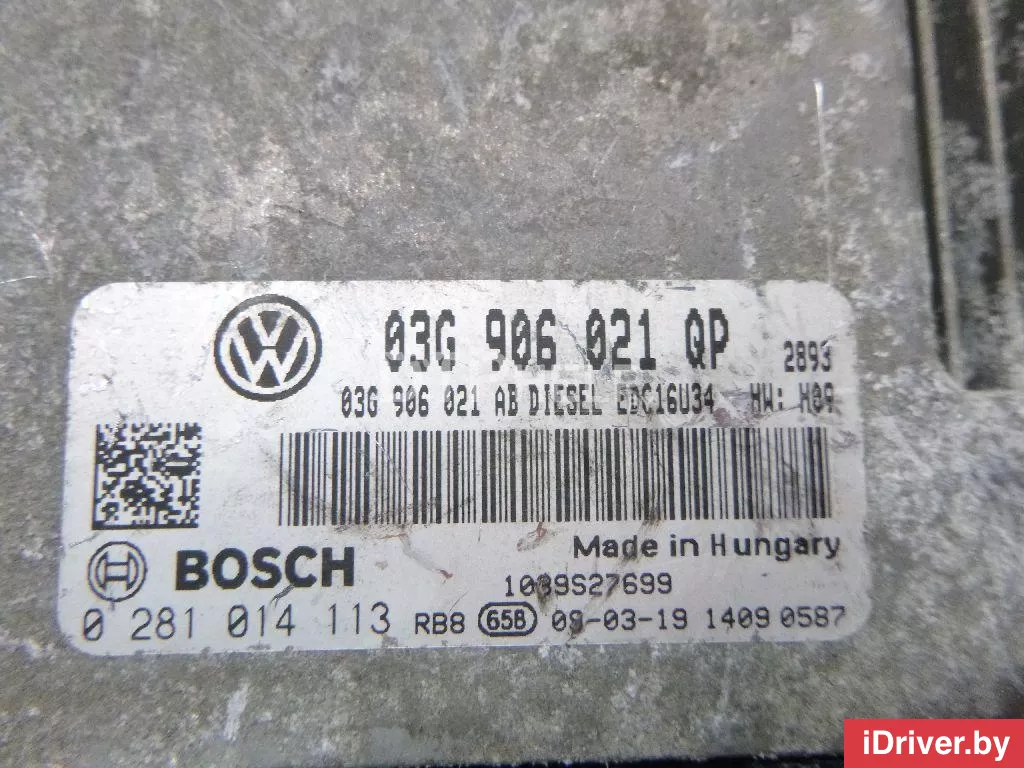 03G 906 021 QP 2893
03G 906 021 AB DIESEL EDC16U34 HW: H09
Made in Hungary
BOSCH
1039S27699
0 281 014 113 RB8 65B 09-03-19 1409 0587
iDriver.by